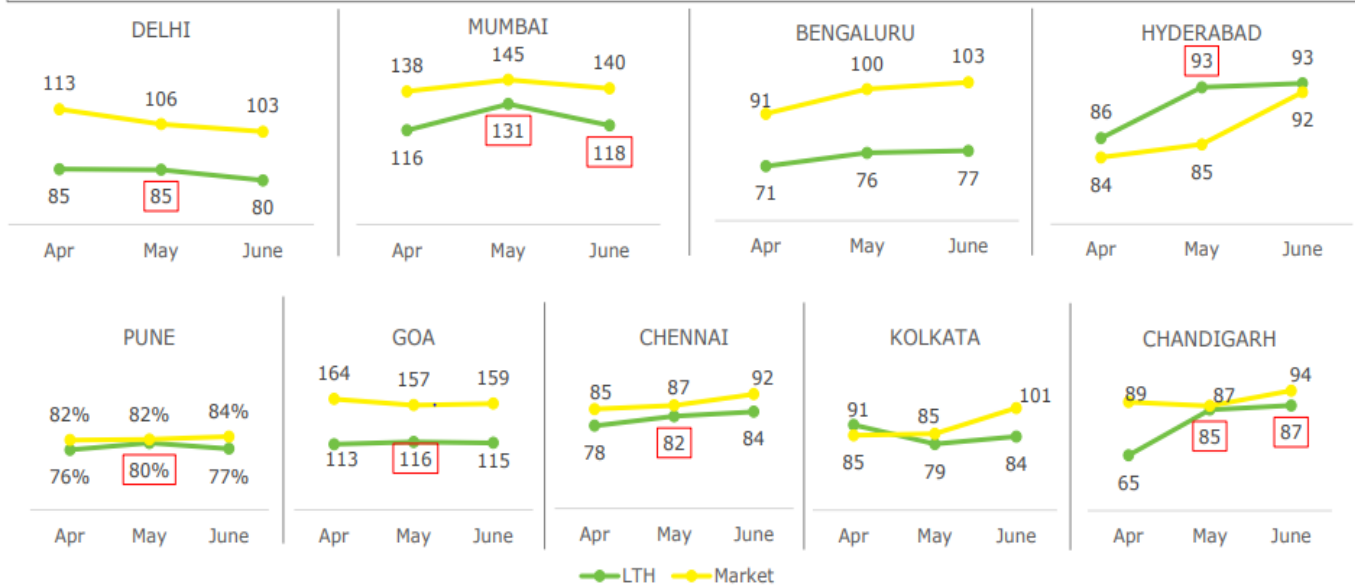 DELHI
113
106
103
85
85
80
Apr May June
MUMBAI
138
145
140
116
131
118
Apr May June
BENGALURU
91
100
103
71
76
77
Apr May June
HYDERABAD
86
93
93
84
85
92
Apr May June
PUNE
82%
82%
84%
76%
80%
77%
Apr May June
GOA
164
157
159
113
116
115
Apr May June
CHENNAI
85
87
92
78
82
84
Apr May June
KOLKATA
91
85
101
85
79
84
Apr May June
CHANDIGARH
89
87
94
65
85
87
Apr May June
LTH Market